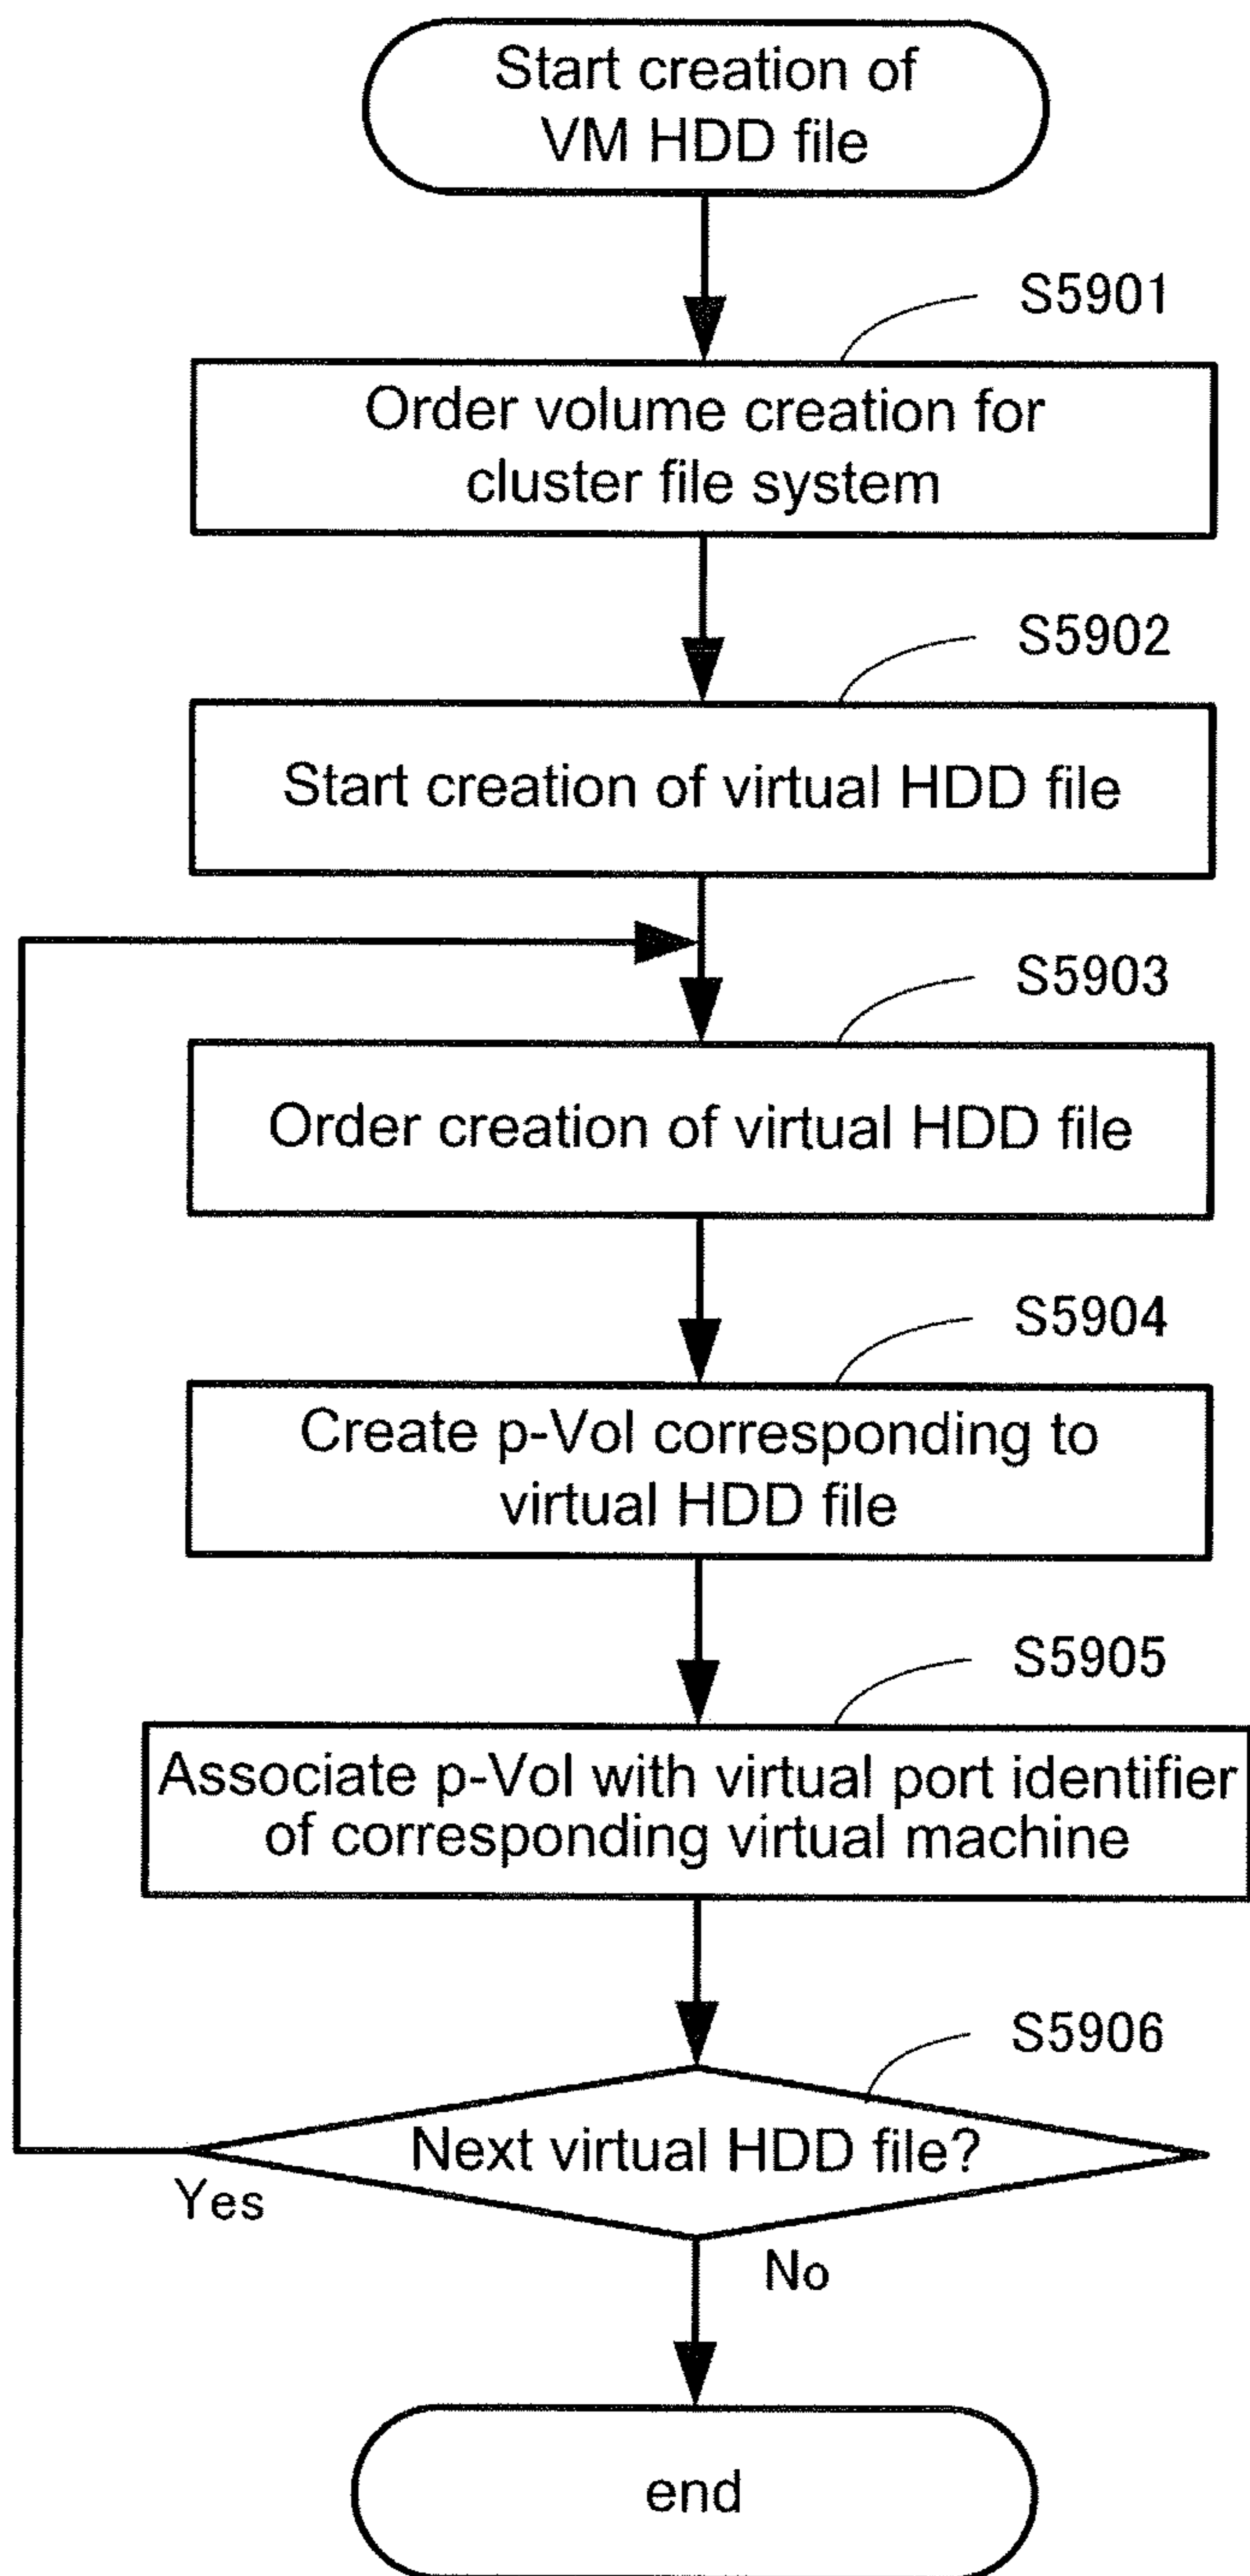 Start creation of
VM HDD file
S5901
Order volume creation for
cluster file system
S5902
Start creation of virtual HDD file
S5903
Order creation of virtual HDD file
S5904
Create p-Vol corresponding to
virtual HDD file
S5905
Associate p-Vol with virtual port identifier
of corresponding virtual machine
S5906
Next virtual HDD file?
Yes
No
end